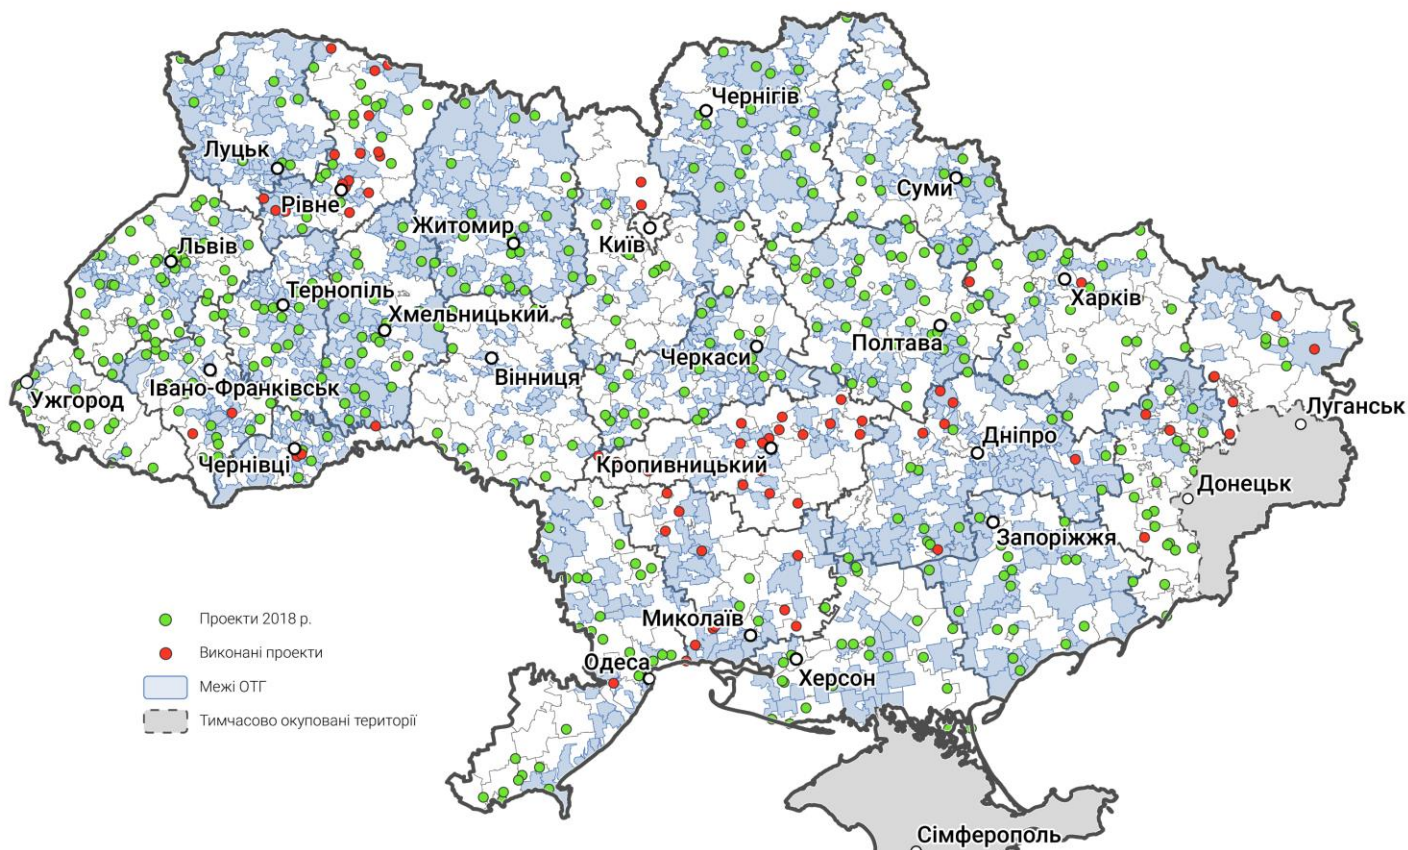 Чернігів
Луцьк
Суми
Рівне
Житомир
Київ
Львів
Тернопіль
Харків
Хмельницький
Полтава
Черкаси
Вінниця
Івано-Франківськ
Ужгород
Луганськ
Дніпро
Чернівці
Кропивницький
Донецьк
Запоріжжя
Проекти 2018 р.
Миколаїв
Виконані проекти
Одеса
Херсон
Межі ОТГ
Тимчасово окуповані території
Сімферополь